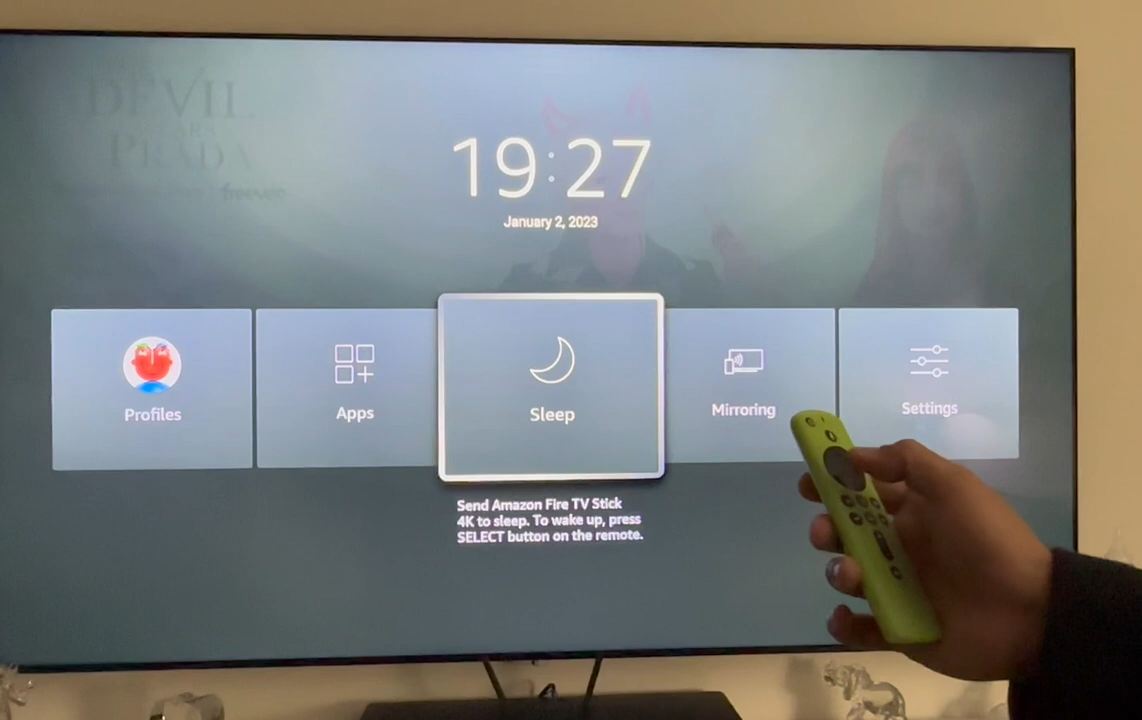 DEVIL
PRADA
freevee
19:27
January 2, 2023
Profiles
Apps
Sleep
Mirroring
Settings
Send Amazon Fire TV Stick
4K to sleep. To wake up, press
SELECT button on the remote.